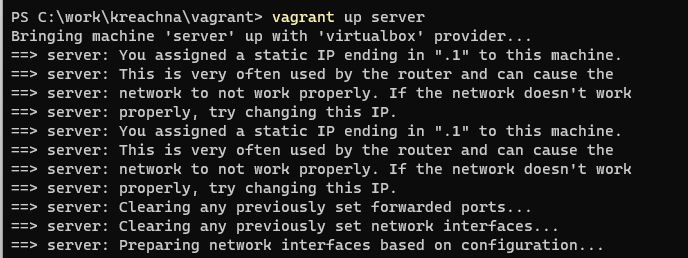 PS C:\work\kreachna\vagrant> vagrant up server
Bringing machine 'server' up with 'virtualbox' provider...
==> server: You assigned a static IP ending in ".1" to this machine.
==> server: This is very often used by the router and can cause the
==> server: network to not work properly. If the network doesn't work
==> server: properly, try changing this IP.
==> server: You assigned a static IP ending in ".1" to this machine.
==> server: This is very often used by the router and can cause the
==> server: network to not work properly. If the network doesn't work
==> server: properly, try changing this IP.
==> server: Clearing any previously set forwarded ports...
==> server: Clearing any previously set network interfaces...
==> server: Preparing network interfaces based on configuration...